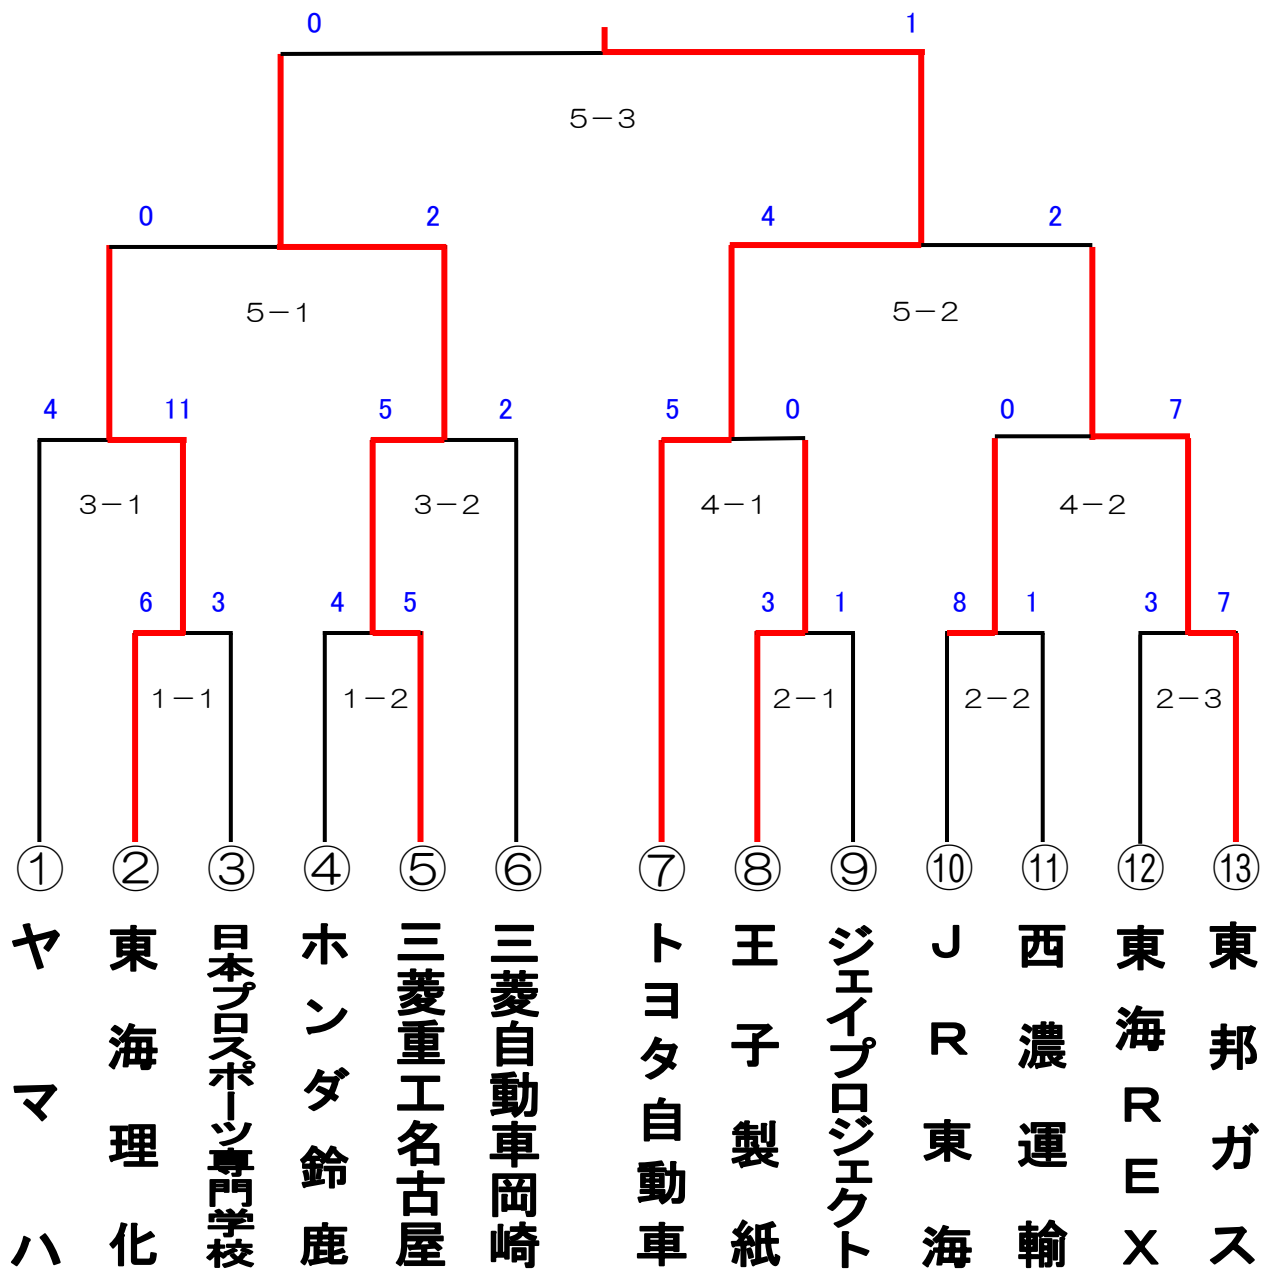 0 1
5-3
0 2 4 2
5-1 5-2
4 11 5 2 5 0 0 7
3-1 3-2 4-1 4-2
6 3 4 5 3 1 8 1 3 7
1-1 1-2 2-1 2-2 2-3
① ② ③ ④ ⑤ ⑥ ⑦ ⑧ ⑨ ⑩ ⑪ ⑫ ⑬
ヤマハ
東海理化
日本プロスポーツ専門学校
ホンダ鈴鹿
三菱重工名古屋
三菱自動車岡崎
トヨタ自動車
王子製紙
ジェイプロジェクト
JR東海
西濃運輸
東海REX
東邦ガス